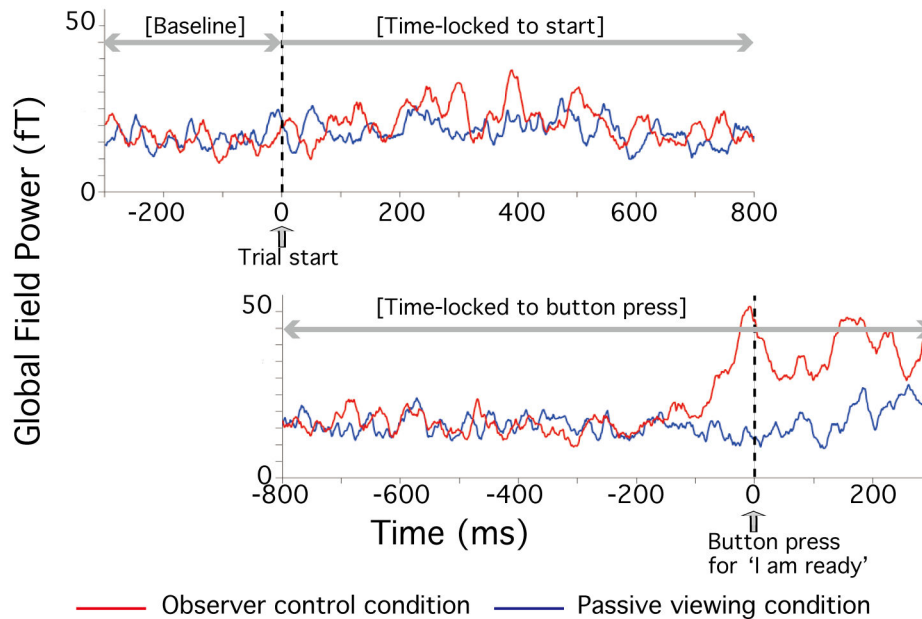 Global Field Power (fT)
50
[Baseline] [Time-locked to start]
0
-200 0 200 400 600 800
Trial start
50
[Time-locked to button press]
0
-800 -600 -400 -200 0 200
Time (ms)
Button press
for ‘I am ready’
Observer control condition Passive viewing condition